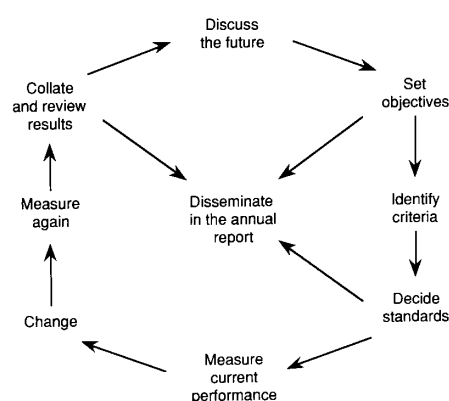 Discuss
the future
Set
objectives
Identify
criteria
Decide
standards
Measure
current
performance
Change
Measure
again
Collate
and review
results
Disseminate
in the annual
report